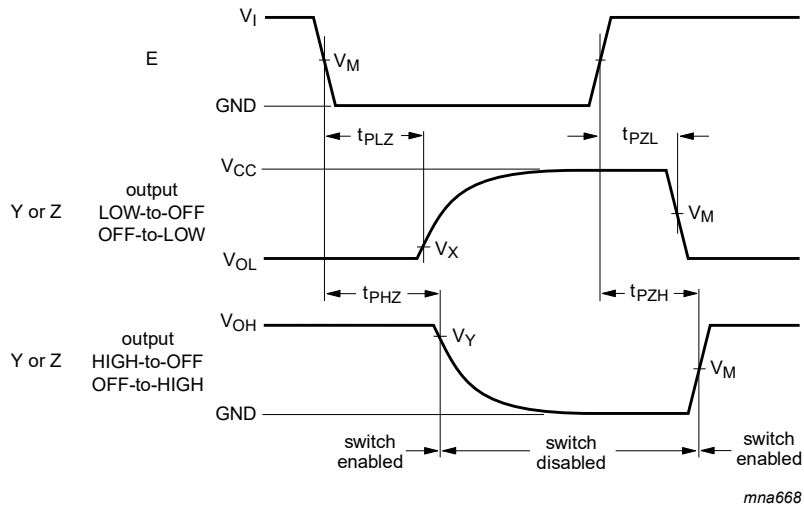 VI
E
VM
GND
tPLZ
tPZL
VCC
output
Y or Z LOW-to-OFF
OFF-to-LOW
VM
VX
VOL
tPHZ
tPZH
VOH
output
Y or Z HIGH-to-OFF
OFF-to-HIGH
VY
VM
GND
switch
enabled
switch
disabled
switch
enabled
mna668